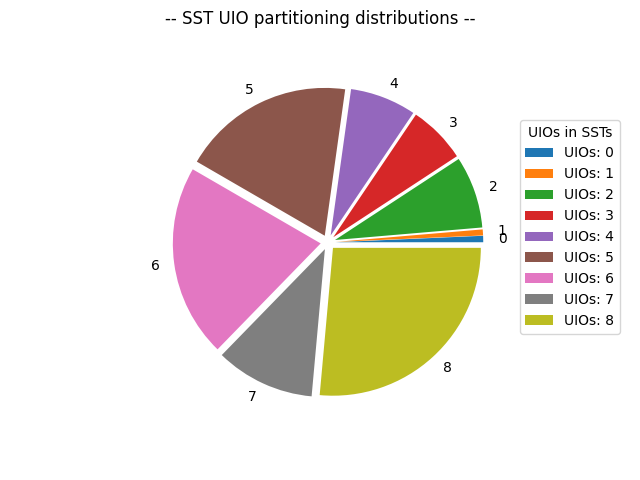 -- SST UIO partitioning distributions --
5
4
3
2
1
0
6
7
8
UIOs in SSTs
UIOs: 0
UIOs: 1
UIOs: 2
UIOs: 3
UIOs: 4
UIOs: 5
UIOs: 6
UIOs: 7
UIOs: 8